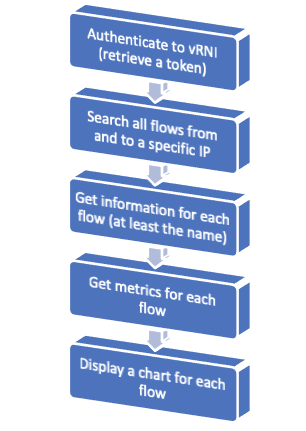 Authenticate to vRNI
(retrieve a token)
Search all flows from
and to a specific IP
Get information for each
flow (at least the name)
Get metrics for each
flow
Display a chart for each
flow